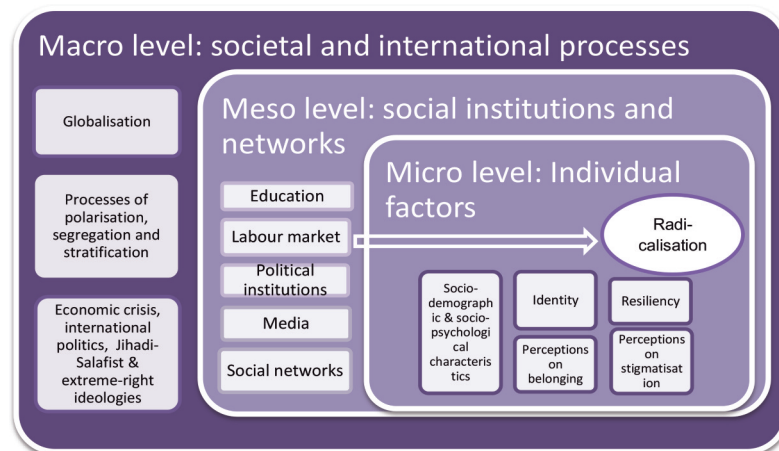 Macro level: societal and international processes
Globalisation
Processes of
polarisation,
segregation and
stratification
Economic crisis,
international
politics, Jihadi-
Salafist &
extreme-right
ideologies
Meso level: social institutions and
networks
Education
Labour market
Political
institutions
Media
Social networks
Micro level: Individual
factors
Radi-
calisation
Socio-
demograph
ic & socio-
psychologi
cal
characteris
tics
Identity
Resiliency
Perceptions
on
belonging
Perceptions
on
stigmatisat
ion